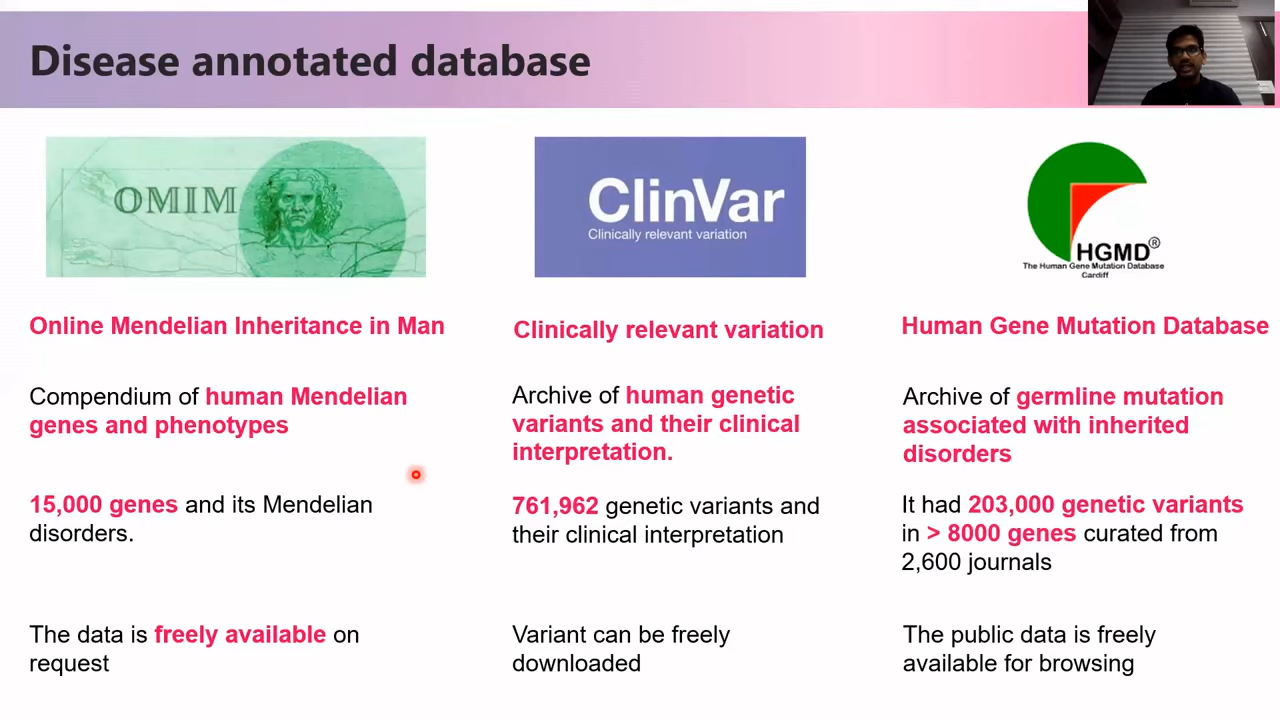 Disease annotated database
OMIM
ClinVar
Clinically relevant variation
HGMD®
The Human Gene Mutation Database
Cardiff
Online Mendelian Inheritance in Man
Compendium of human Mendelian
genes and phenotypes
15,000 genes and its Mendelian
disorders.
The data is freely available on
request
Clinically relevant variation
Archive of human genetic
variants and their clinical
interpretation.
761,962 genetic variants and
their clinical interpretation
Variant can be freely
downloaded
Human Gene Mutation Database
Archive of germline mutation
associated with inherited
disorders
It had 203,000 genetic variants
in > 8000 genes curated from
2,600 journals
The public data is freely
available for browsing